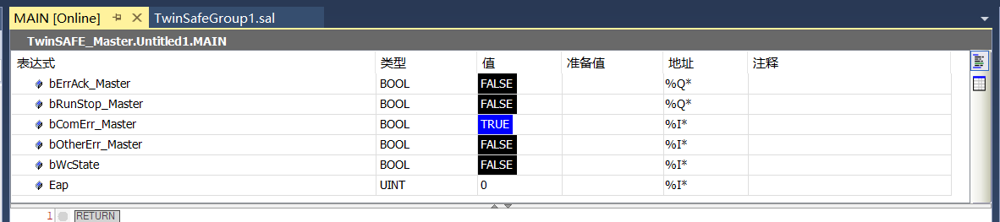 MAIN [Online] TwinSafeGroup1.sal
TwinSAFE_Master.Untitled1.MAIN
表达式 类型 值 准备值 地址 注释
bErrAck_Master BOOL FALSE %Q*
bRunStop_Master BOOL FALSE %Q*
bComErr_Master BOOL TRUE %I*
bOtherErr_Master BOOL FALSE %I*
bWcState BOOL FALSE %I*
Eap UINT 0 %I*
1 RETURN